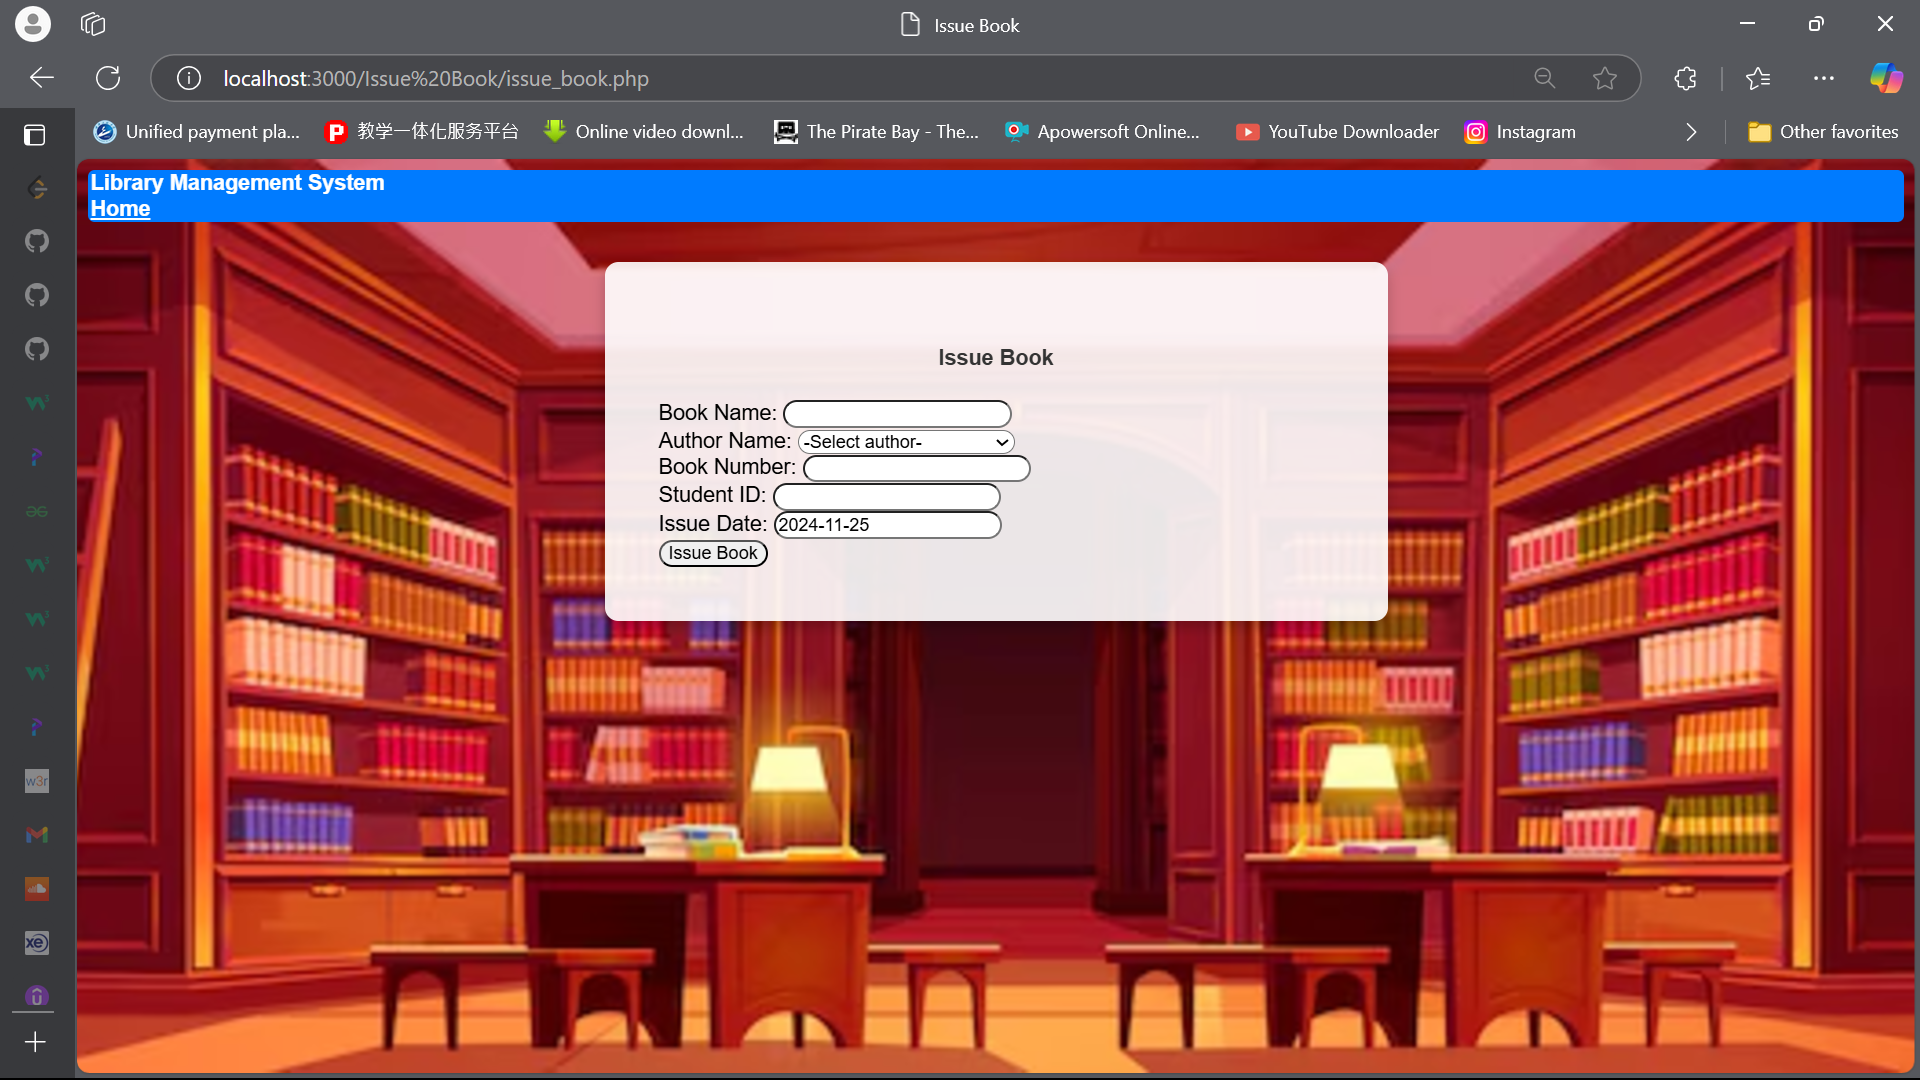 Issue Book
localhost:3000/Issue%20Book/issue_book.php
Unified payment pla... 教学一体化服务平台 Online video downl... The Pirate Bay - The... Apowersoft Online... YouTube Downloader Instagram Other favorites
Library Management System
Home
Issue Book
Book Name:
Author Name: -Select author-
Book Number:
Student ID:
Issue Date: 2024-11-25
Issue Book
w3r
xe